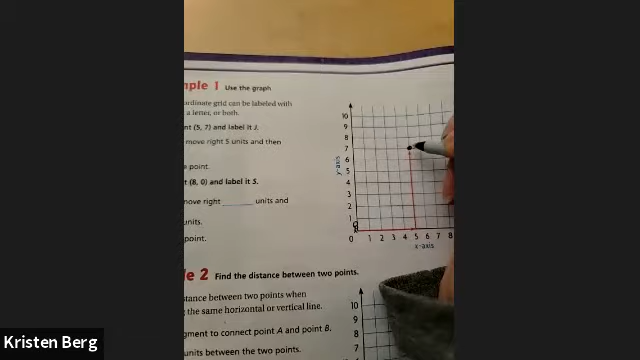 mple 1 Use the graph
ordinate grid can be labeled with
a letter, or both.
nt (5, 7) and label it J.
move right 5 units and then
e point.
t (8, 0) and label it S.
move right ______ units and
units.
point.
10
9
8
7
6
5
4
3
2
1
0 1 2 3 4 5 6 7 8
y-axis
x-axis
le 2 Find the distance between two points.
stance between two points when
the same horizontal or vertical line.
gment to connect point A and point B.
units between the two points.
10
9
8
7
Kristen Berg